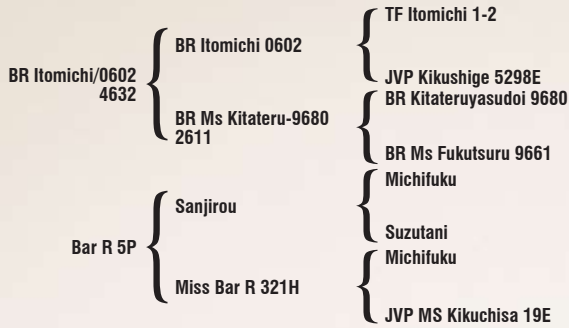 TF Itomichi 1-2
BR Itomichi 0602
JVP Kikushige 5298E
BR Itomichi/0602
4632
BR Kitateruyasudoi 9680
BR Ms Kitateru-9680
2611
BR Ms Fukutsuru 9661
Michifuku
Sanjirou
Suzutani
Bar R 5P
Michifuku
Miss Bar R 321H
JVP MS Kikuchisa 19E